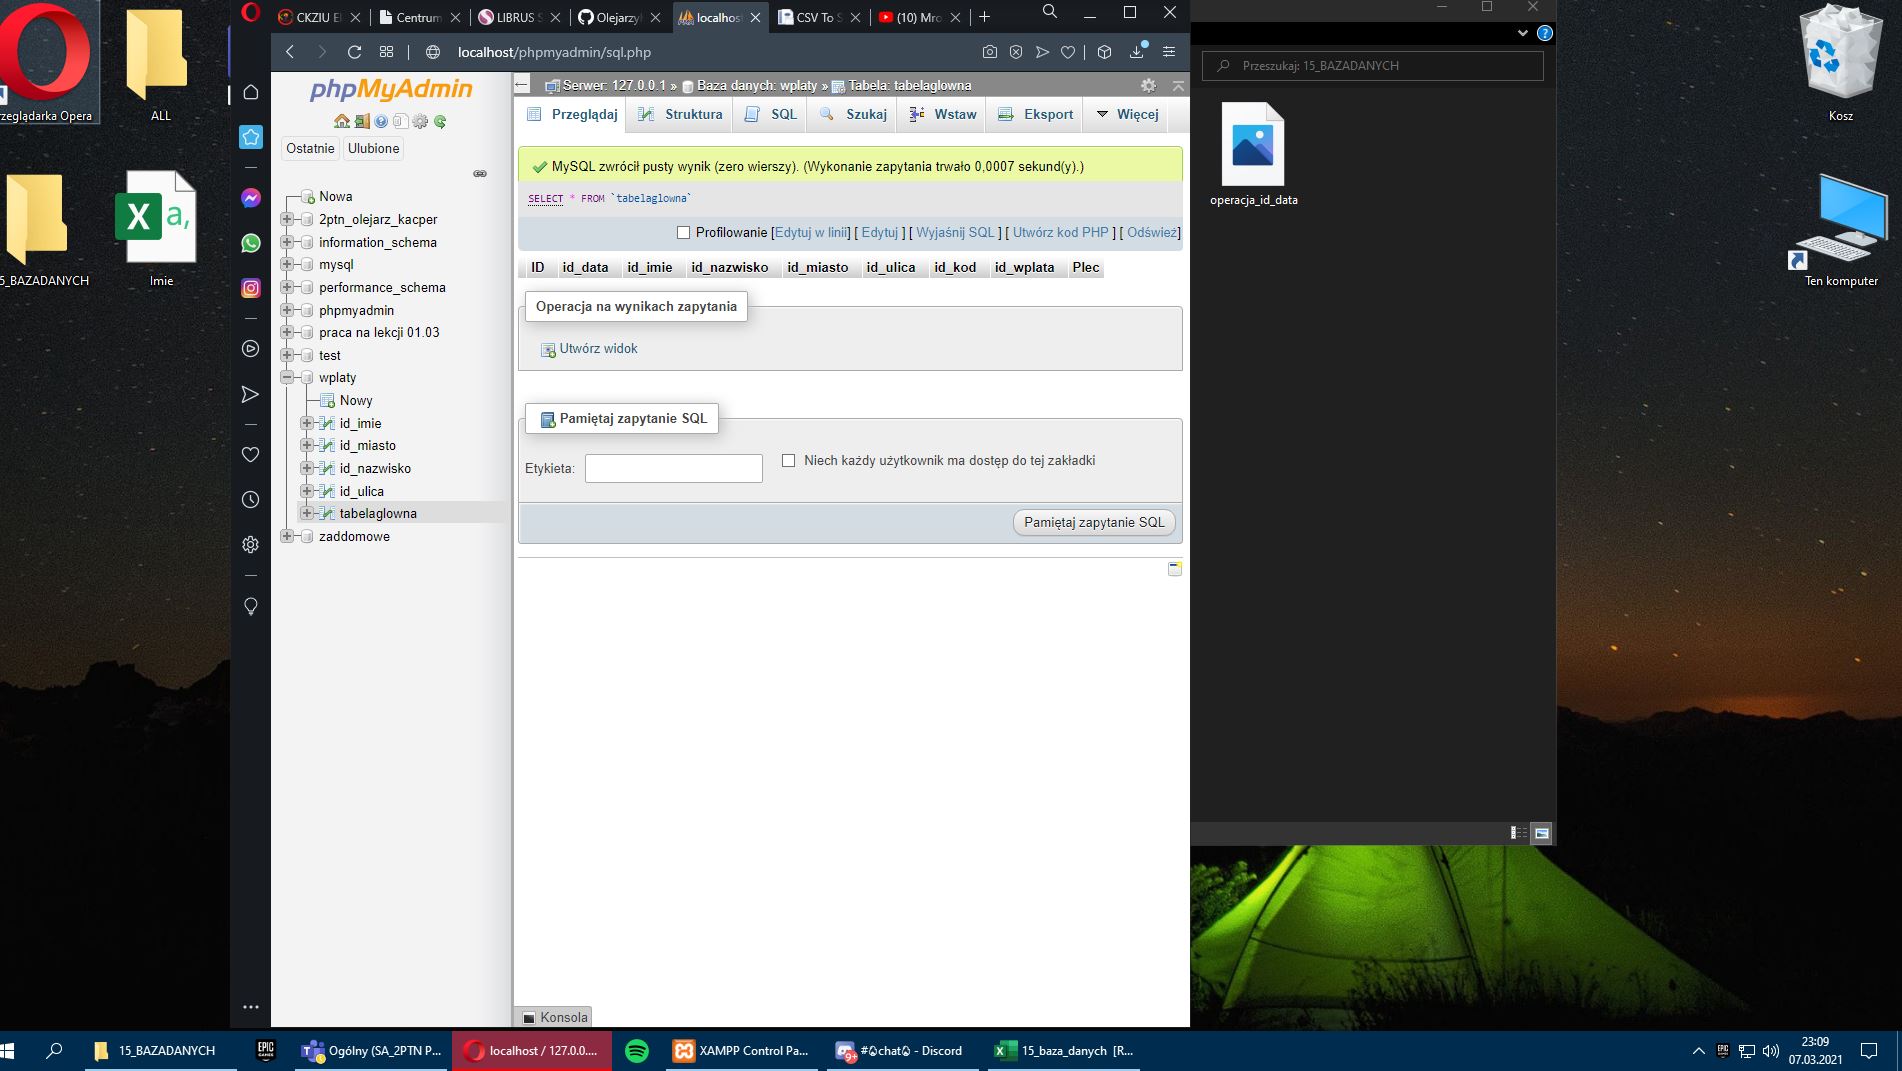 CKZIU El
Centrum
LIBRUS S
Olejarzyk
localhost
CSV To S
(10) Mro
localhost/phpmyadmin/sql.php
zeglądarka Opera
ALL
5_BAZADANYCH
Imie
phpMyAdmin
Ostatnie
Ulubione
Nowa
2ptn_olejarz_kacper
information_schema
mysql
performance_schema
phpmyadmin
praca na lekcji 01.03
test
wplaty
Nowy
id_imie
id_miasto
id_nazwisko
id_ulica
tabelaglowna
zaddomowe
Serwer: 127.0.0.1 » Baza danych: wplaty » Tabela: tabelaglowna
Przeglądaj Struktura SQL Szukaj Wstaw Eksport Więcej
MySQL zwrócił pusty wynik (zero wierszy). (Wykonanie zapytania trwało 0,0007 sekund(y).)
SELECT * FROM `tabelaglowna`
Profilowanie [Edytuj w linii] [ Edytuj ] [ Wyjaśnij SQL ] [ Utwórz kod PHP ] [ Odśwież]
ID id_data id_imie id_nazwisko id_miasto id_ulica id_kod id_wplata Plec
Operacja na wynikach zapytania
Utwórz widok
Pamiętaj zapytanie SQL
Etykieta:
Niech każdy użytkownik ma dostęp do tej zakładki
Pamiętaj zapytanie SQL
Konsola
Przeszukaj: 15_BAZADANYCH
operacja_id_data
Kosz
Ten komputer
15_BAZADANYCH
EPIC GAMES
Ogólny (SA_2PTN P...
localhost / 127.0.0....
XAMPP Control Pa...
9+
#♤chat♤ - Discord
15_baza_danych [R...
23:09
07.03.2021